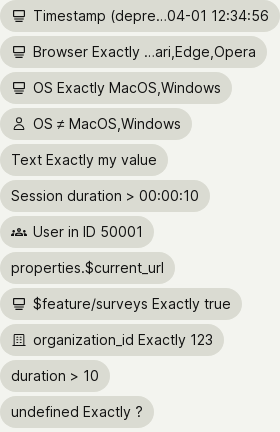 Timestamp (depre...04-01 12:34:56
Browser Exactly ...ari,Edge,Opera
OS Exactly MacOS,Windows
OS ≠ MacOS,Windows
Text Exactly my value
Session duration > 00:00:10
User in ID 50001
properties.$current_url
$feature/surveys Exactly true
organization_id Exactly 123
duration > 10
undefined Exactly ?